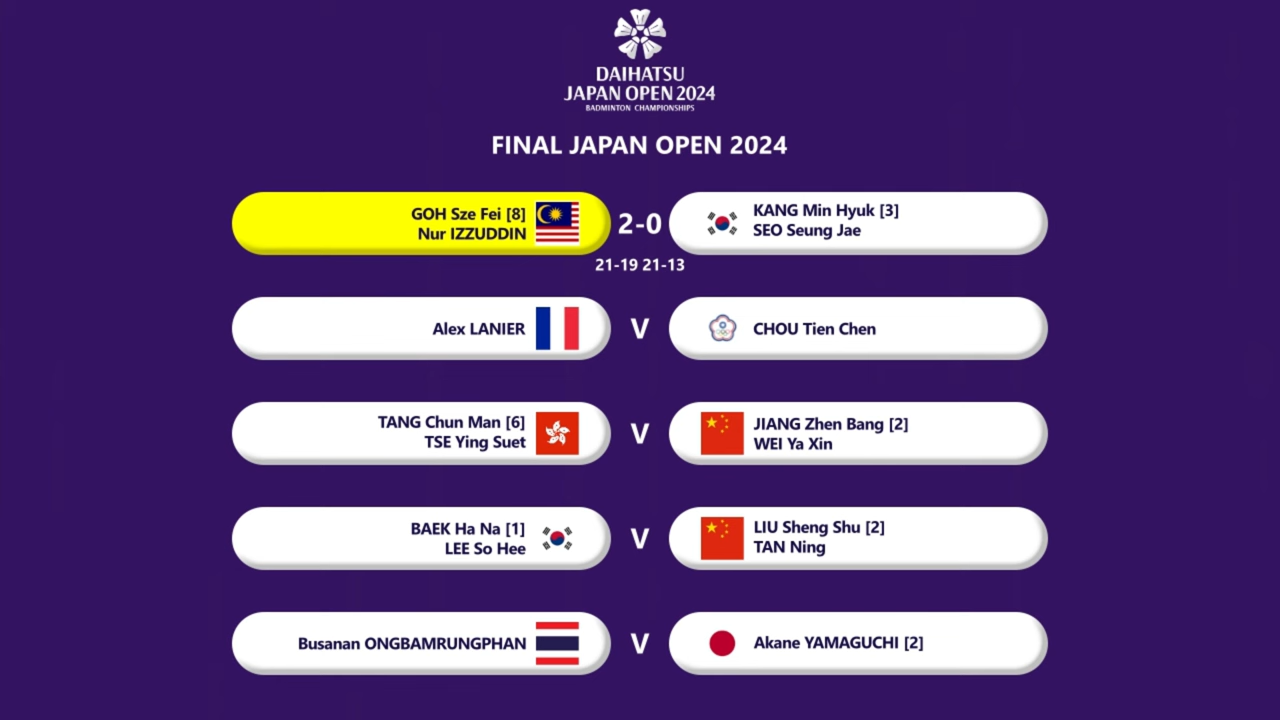 DAIHATSU
JAPAN OPEN 2024
BADMINTON CHAMPIONSHIPS
FINAL JAPAN OPEN 2024
GOH Sze Fei [8]
Nur IZZUDDIN
2-0
KANG Min Hyuk [3]
SEO Seung Jae
21-19 21-13
Alex LANIER
V
CHOU Tien Chen
TANG Chun Man [6]
TSE Ying Suet
V
JIANG Zhen Bang [2]
WEI Ya Xin
BAEK Ha Na [1]
LEE So Hee
V
LIU Sheng Shu [2]
TAN Ning
Busanan ONGBAMRUNGPHAN
V
Akane YAMAGUCHI [2]